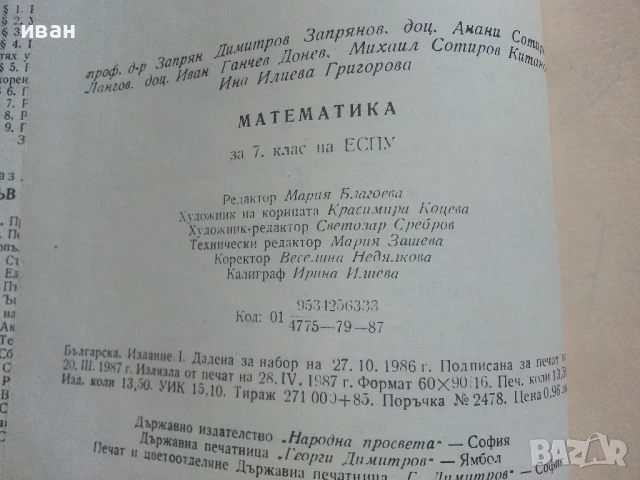 иван
проф. д-р Запрян Димитров Запрянов, доц. Амани
Лангов, доц. Иван Ганчев Донев, Михаил Сотиров
Ина Илиева Григорова
МАТЕМАТИКА
за 7. клас на ЕСПУ
Редактор Мария Благоева
Художник на корицата Красимира Коцева
Художник-редактор Светозар Сребров
Технически редактор Мария Зашева
Коректор Веселина Недялкова
Калиграф Ирина Илиева
9534256333
Код: 01
4775—79—87
Българска. Издание I. Дадена за набор на 27. 10. 1986 г. Подписана за печат на
20. III. 1987 г. Излязла от печат на 28. IV. 1987 г. Формат 60×90/16. Печ. коли 13,50
Изд. коли 13,50. УИК 15,10. Тираж 271 000+85. Поръчка № 2478. Цена 0,96
Държавно издателство „Народна просвета“ — София
Държавна печатница „Георги Димитров“ — Ямбол
Печат и цветоотделяне Държавна печатница „Г. Димитров“ —
BAZAR